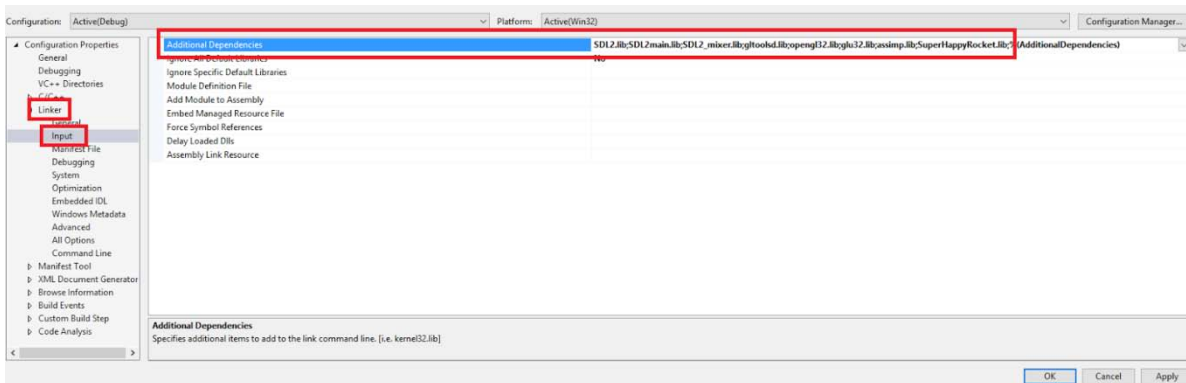 Configuration: Active(Debug) Platform: Active(Win32) Configuration Manager...
Configuration Properties
General
Debugging
VC++ Directories
C/C++
Linker
General
Input
Manifest File
Debugging
System
Optimization
Embedded IDL
Windows Metadata
Advanced
All Options
Command Line
Manifest Tool
XML Document Generator
Browse Information
Build Events
Custom Build Step
Code Analysis
Additional Dependencies SDL2.lib;SDL2main.lib;SDL2_mixer.lib;gltoolsd.lib;opengl32.lib;glu32.lib;assimp.lib;SuperHappyRocket.lib;%(AdditionalDependencies)
Ignore All Default Libraries No
Ignore Specific Default Libraries
Module Definition File
Add Module to Assembly
Embed Managed Resource File
Force Symbol References
Delay Loaded Dlls
Assembly Link Resource
Additional Dependencies
Specifies additional items to add to the link command line. [i.e. kernel32.lib]
OK Cancel Apply